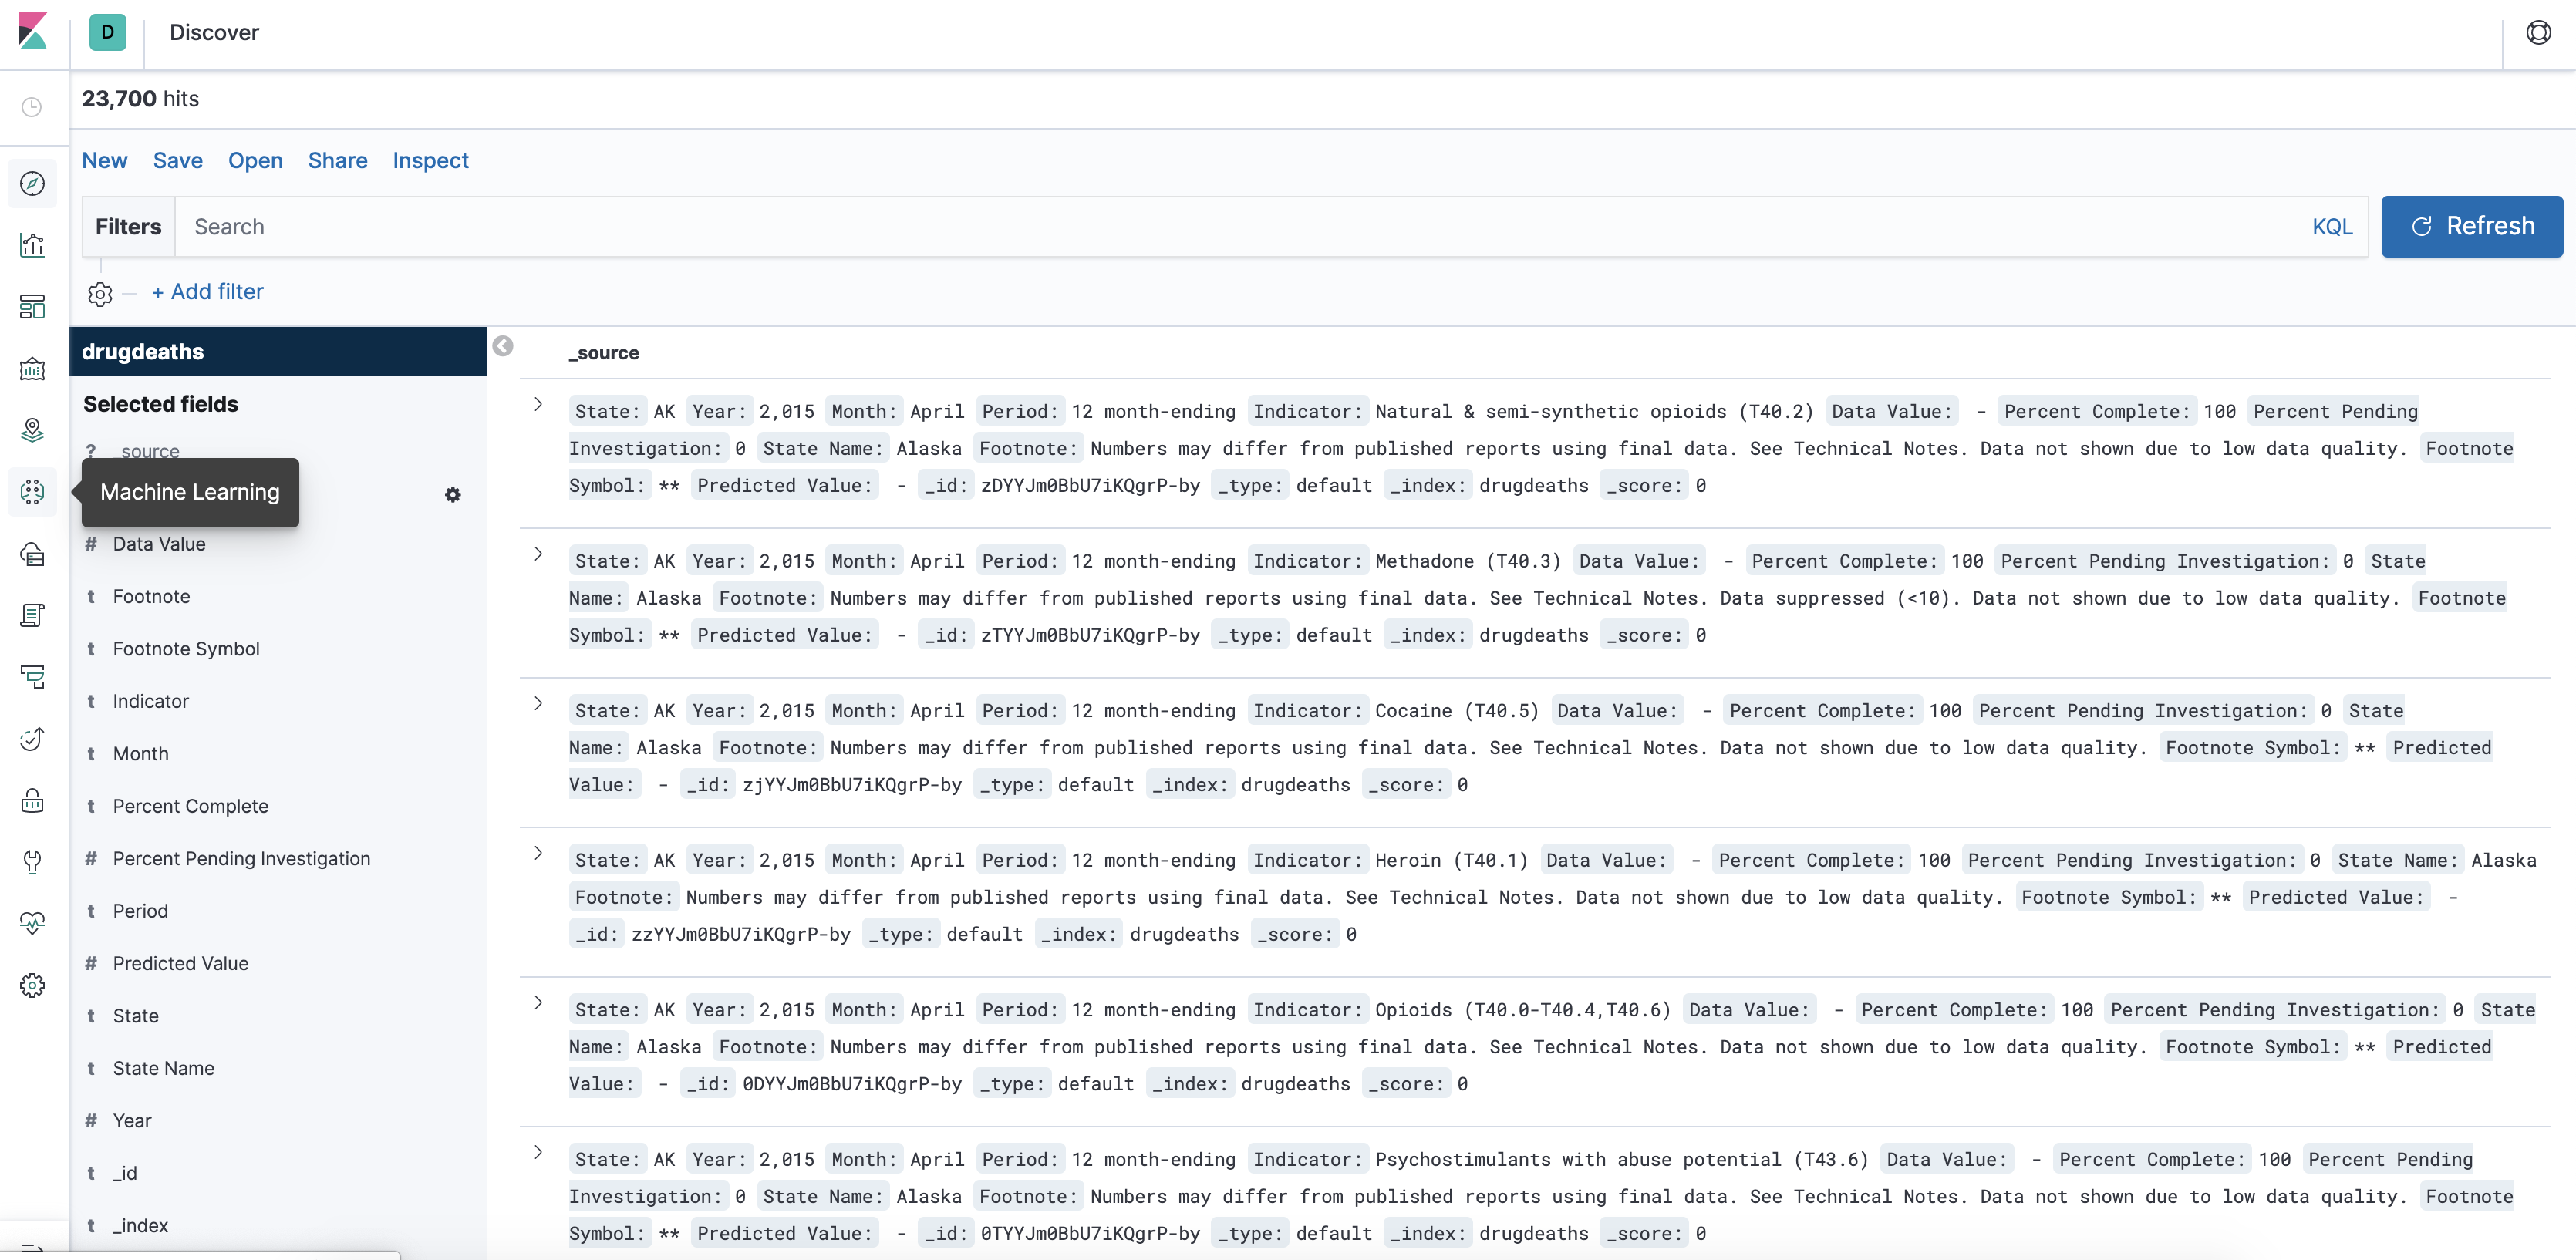 D Discover
23,700 hits
New Save Open Share Inspect
Filters Search KQL Refresh
+ Add filter
drugdeaths
Selected fields
? _source
Machine Learning
# Data Value
t Footnote
t Footnote Symbol
t Indicator
t Month
t Percent Complete
# Percent Pending Investigation
t Period
# Predicted Value
t State
t State Name
# Year
t _id
t _index
_source
State: AK Year: 2,015 Month: April Period: 12 month-ending Indicator: Natural & semi-synthetic opioids (T40.2) Data Value: - Percent Complete: 100 Percent Pending
Investigation: 0 State Name: Alaska Footnote: Numbers may differ from published reports using final data. See Technical Notes. Data not shown due to low data quality. Footnote
Symbol: ** Predicted Value: - _id: zDYYJm0BbU7iKQgrP-by _type: default _index: drugdeaths _score: 0
State: AK Year: 2,015 Month: April Period: 12 month-ending Indicator: Methadone (T40.3) Data Value: - Percent Complete: 100 Percent Pending Investigation: 0 State
Name: Alaska Footnote: Numbers may differ from published reports using final data. See Technical Notes. Data suppressed (<10). Data not shown due to low data quality. Footnote
Symbol: ** Predicted Value: - _id: zTYYJm0BbU7iKQgrP-by _type: default _index: drugdeaths _score: 0
State: AK Year: 2,015 Month: April Period: 12 month-ending Indicator: Cocaine (T40.5) Data Value: - Percent Complete: 100 Percent Pending Investigation: 0 State
Name: Alaska Footnote: Numbers may differ from published reports using final data. See Technical Notes. Data not shown due to low data quality. Footnote Symbol: ** Predicted
Value: - _id: zjYYJm0BbU7iKQgrP-by _type: default _index: drugdeaths _score: 0
State: AK Year: 2,015 Month: April Period: 12 month-ending Indicator: Heroin (T40.1) Data Value: - Percent Complete: 100 Percent Pending Investigation: 0 State Name: Alaska
Footnote: Numbers may differ from published reports using final data. See Technical Notes. Data not shown due to low data quality. Footnote Symbol: ** Predicted Value: -
_id: zzYYJm0BbU7iKQgrP-by _type: default _index: drugdeaths _score: 0
State: AK Year: 2,015 Month: April Period: 12 month-ending Indicator: Opioids (T40.0-T40.4,T40.6) Data Value: - Percent Complete: 100 Percent Pending Investigation: 0 State
Name: Alaska Footnote: Numbers may differ from published reports using final data. See Technical Notes. Data not shown due to low data quality. Footnote Symbol: ** Predicted
Value: - _id: 0DYYJm0BbU7iKQgrP-by _type: default _index: drugdeaths _score: 0
State: AK Year: 2,015 Month: April Period: 12 month-ending Indicator: Psychostimulants with abuse potential (T43.6) Data Value: - Percent Complete: 100 Percent Pending
Investigation: 0 State Name: Alaska Footnote: Numbers may differ from published reports using final data. See Technical Notes. Data not shown due to low data quality. Footnote
Symbol: ** Predicted Value: - _id: 0TYYJm0BbU7iKQgrP-by _type: default _index: drugdeaths _score: 0